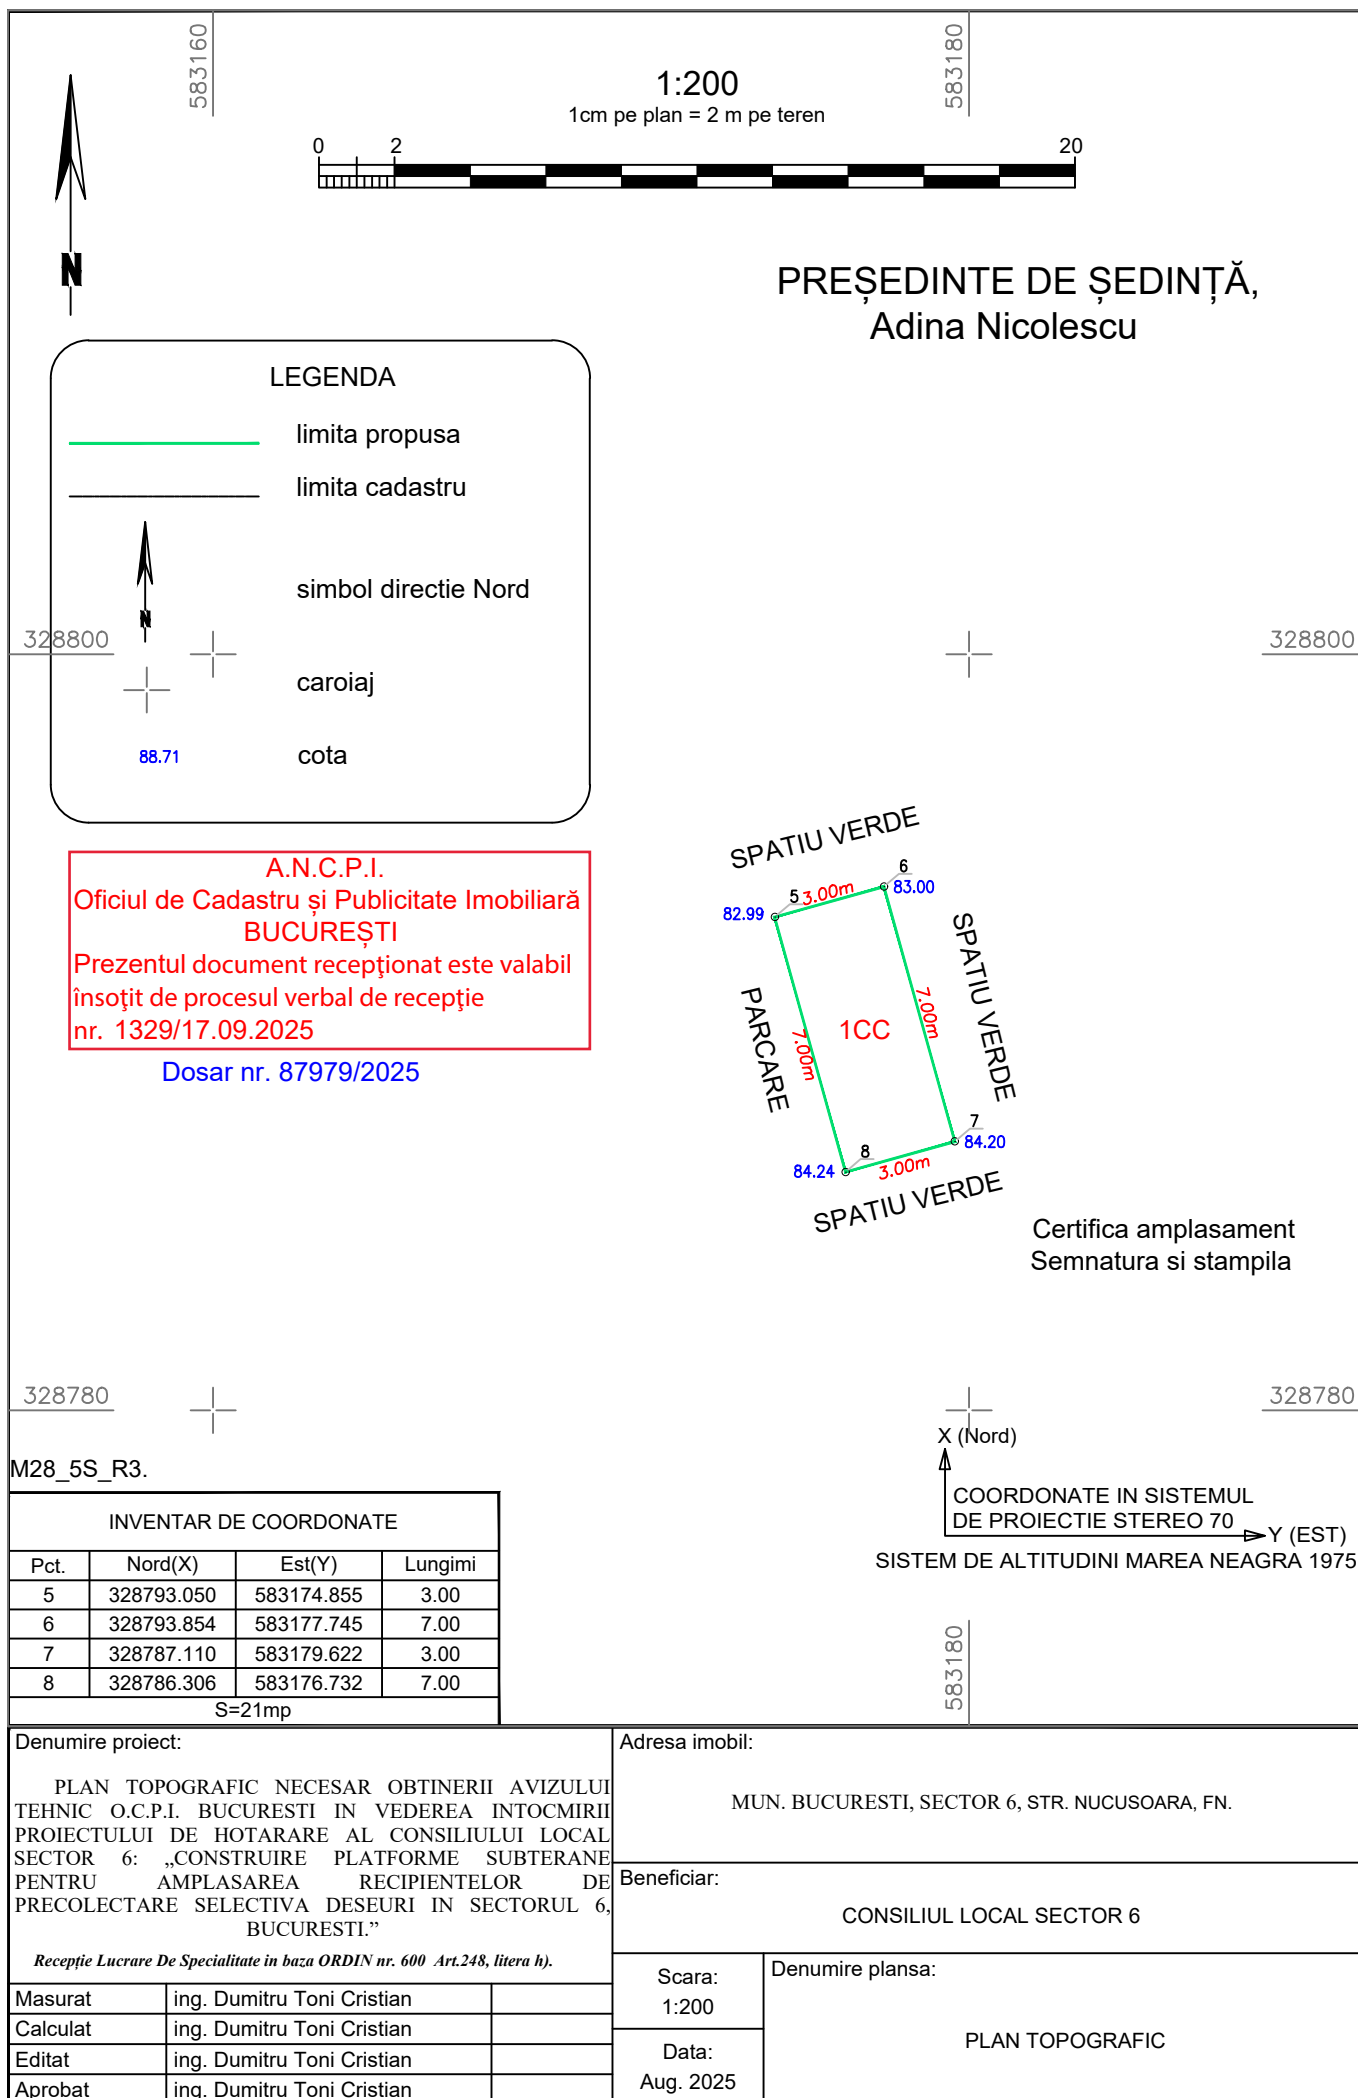 583160
583180
1:200
1cm pe plan = 2 m pe teren
0 2 20
N
PREȘEDINTE DE ȘEDINȚĂ,
Adina Nicolescu
LEGENDA
limita propusa
limita cadastru
simbol directie Nord
N
328800
328800
caroiaj
88.71
cota
A.N.C.P.I.
Oficiul de Cadastru și Publicitate Imobiliară
BUCUREȘTI
Prezentul document recepţionat este valabil
însoţit de procesul verbal de recepţie
nr. 1329/17.09.2025
Dosar nr. 87979/2025
SPATIU VERDE
6
83.00
5
3.00m
82.99
SPATIU VERDE
PARCARE
7.00m
1CC
7.00m
7
84.20
8
84.24
3.00m
SPATIU VERDE
Certifica amplasament
Semnatura si stampila
328780
328780
X (Nord)
COORDONATE IN SISTEMUL
DE PROIECTIE STEREO 70
Y (EST)
SISTEM DE ALTITUDINI MAREA NEAGRA 1975
583180
M28_5S_R3.
INVENTAR DE COORDONATE
Pct. Nord(X) Est(Y) Lungimi
5 328793.050 583174.855 3.00
6 328793.854 583177.745 7.00
7 328787.110 583179.622 3.00
8 328786.306 583176.732 7.00
S=21mp
Denumire proiect:
PLAN TOPOGRAFIC NECESAR OBTINERII AVIZULUI
TEHNIC O.C.P.I. BUCURESTI IN VEDEREA INTOCMIRII
PROIECTULUI DE HOTARARE AL CONSILIULUI LOCAL
SECTOR 6: „CONSTRUIRE PLATFORME SUBTERANE
PENTRU AMPLASAREA RECIPIENTELOR DE
PRECOLECTARE SELECTIVA DESEURI IN SECTORUL 6,
BUCURESTI.”
Recepție Lucrare De Specialitate in baza ORDIN nr. 600 Art.248, litera h).
Masurat ing. Dumitru Toni Cristian
Calculat ing. Dumitru Toni Cristian
Editat ing. Dumitru Toni Cristian
Aprobat ing. Dumitru Toni Cristian
Adresa imobil:
MUN. BUCURESTI, SECTOR 6, STR. NUCUSOARA, FN.
Beneficiar:
CONSILIUL LOCAL SECTOR 6
Scara:
1:200
Data:
Aug. 2025
Denumire plansa:
PLAN TOPOGRAFIC